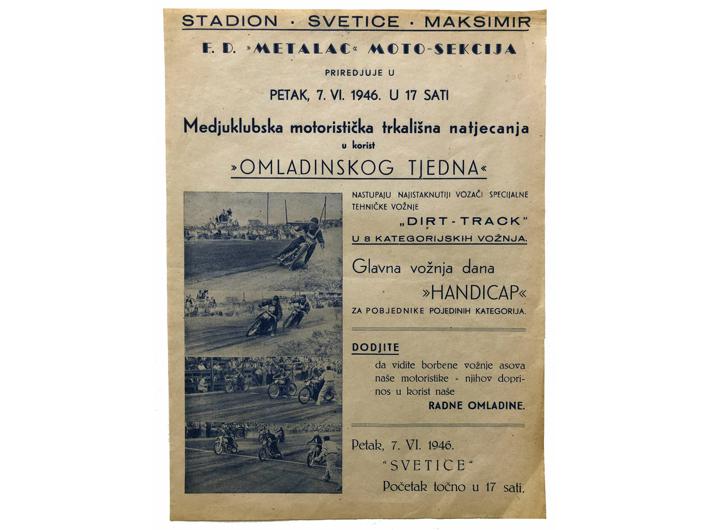 STADION · SVETICE · MAKSIMIR
F. D. »METALAC« MOTO-SEKCIJA
PRIREDJUJE U
PETAK, 7. VI. 1946. U 17 SATI
Medjuklubska motoristička trkališna natjecanja
u korist
»OMLADINSKOG TJEDNA«
NASTUPAJU NAJISTAKNUTIJI VOZAČI SPECIJALNE
TEHNIČKE VOŽNJE
„DIRT-TRACK"
U 8 KATEGORIJSKIH VOŽNJA.
Glavna vožnja dana
»HANDICAP«
ZA POBJEDNIKE POJEDINIH KATEGORIJA.
DODJITE
da vidite borbene vožnje asova
naše motoristike - njihov dopri-
nos u korist naše
RADNE OMLADINE.
Petak, 7. VI. 1946.
"SVETICE"
Početak točno u 17 sati.